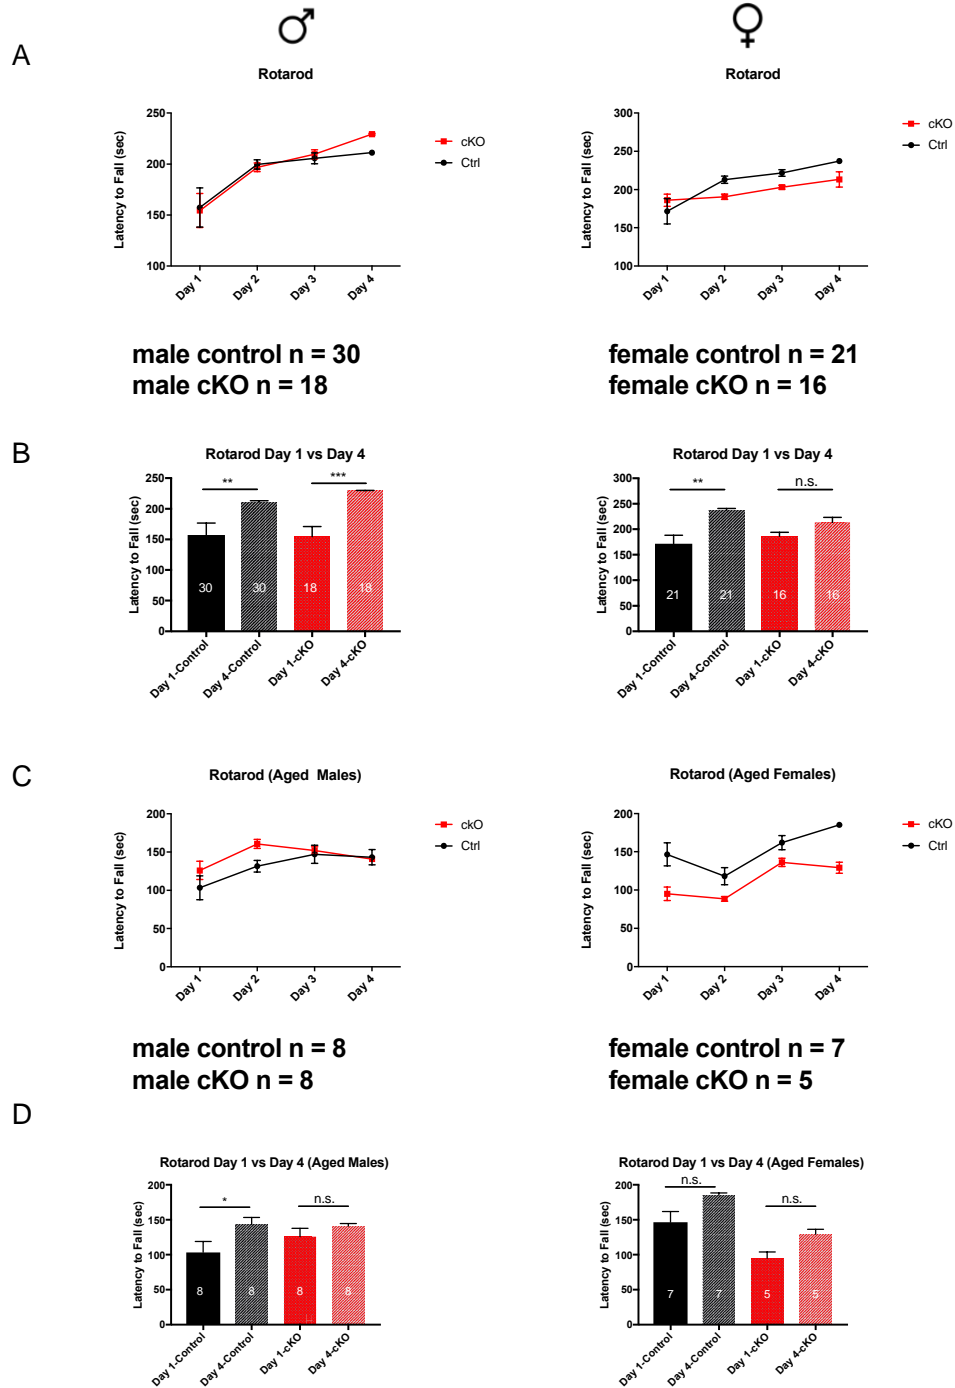 ♂ ♀
A
Rotarod
250
200
150
100
Latency to Fall (sec)
Day 1
Day 2
Day 3
Day 4
cKO
Ctrl
Rotarod
300
250
200
150
100
Latency to Fall (sec)
Day 1
Day 2
Day 3
Day 4
cKO
Ctrl
male control n = 30
male cKO n = 18
female control n = 21
female cKO n = 16
B
Rotarod Day 1 vs Day 4
250
200
150
100
50
0
Latency to Fall (sec)
**
***
30
30
18
18
Day 1-Control
Day 4-Control
Day 1-cKO
Day 4-cKO
Rotarod Day 1 vs Day 4
300
250
200
150
100
50
0
Latency to Fall (sec)
**
n.s.
21
21
16
16
Day 1-Control
Day 4-Control
Day 1-cKO
Day 4-cKO
C
Rotarod (Aged Males)
200
150
100
50
0
Latency to Fall (sec)
Day 1
Day 2
Day 3
Day 4
ckO
Ctrl
Rotarod (Aged Females)
200
150
100
50
0
Latency to Fall (sec)
Day 1
Day 2
Day 3
Day 4
cKO
Ctrl
male control n = 8
male cKO n = 8
female control n = 7
female cKO n = 5
D
Rotarod Day 1 vs Day 4 (Aged Males)
200
150
100
50
0
Latency to Fall (sec)
*
n.s.
8
8
8
8
Day 1-Control
Day 4-Control
Day 1-cKO
Day 4-cKO
Rotarod Day 1 vs Day 4 (Aged Females)
200
150
100
50
0
Latency to Fall (sec)
n.s.
n.s.
7
7
5
5
Day 1-Control
Day 4-Control
Day 1-cKO
Day 4-cKO